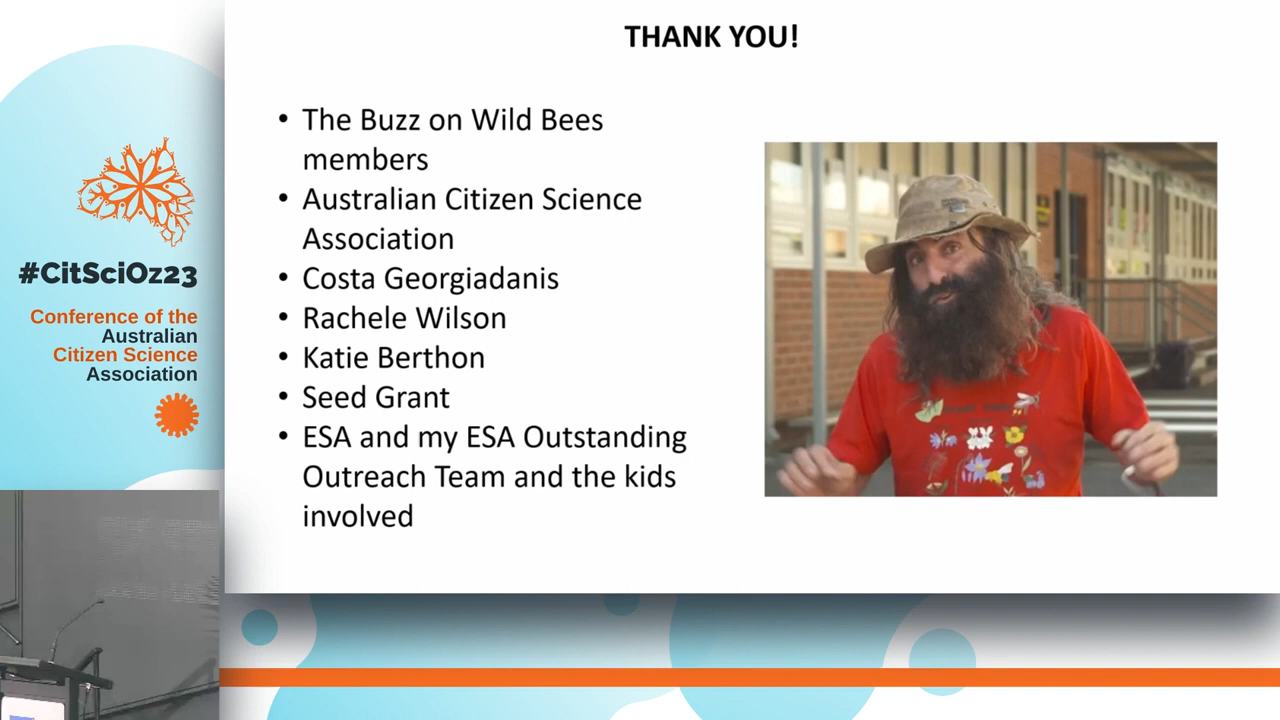 THANK YOU!
• The Buzz on Wild Bees
members
• Australian Citizen Science
Association
• Costa Georgiadanis
• Rachele Wilson
• Katie Berthon
• Seed Grant
• ESA and my ESA Outstanding
Outreach Team and the kids
involved
#CitSciOz23
Conference of the
Australian
Citizen Science
Association